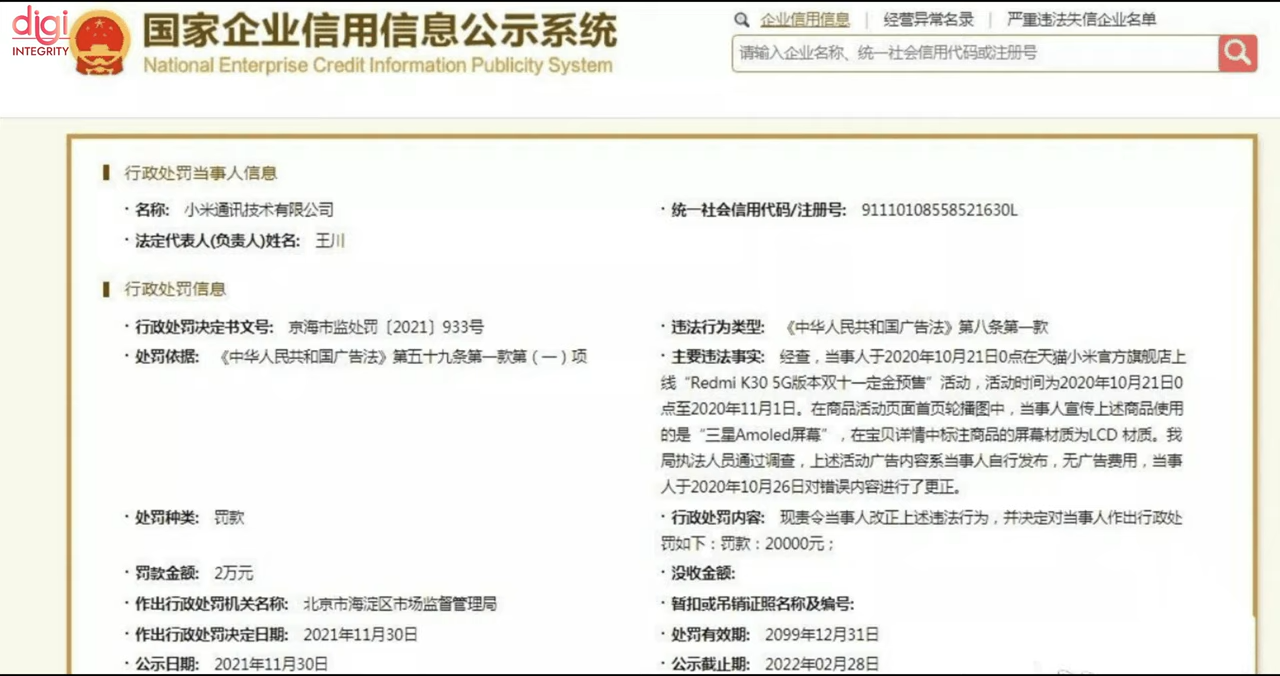 digi
INTEGRITY
国家企业信用信息公示系统
National Enterprise Credit Information Publicity System
企业信用信息 | 经营异常名录 | 严重违法失信企业名单
请输入企业名称、统一社会信用代码或注册号
行政处罚当事人信息
· 名称: 小米通讯技术有限公司
· 统一社会信用代码/注册号: 91110108558521630L
· 法定代表人(负责人)姓名: 王川
行政处罚信息
· 行政处罚决定书文号: 京海市监处罚〔2021〕933号
· 违法行为类型: 《中华人民共和国广告法》第八条第一款
· 处罚依据: 《中华人民共和国广告法》第五十九条第一款第（一）项
· 主要违法事实: 经查，当事人于2020年10月21日0点在天猫小米官方旗舰店上
线“Redmi K30 5G版本双十一定金预售”活动，活动时间为2020年10月21日0
点至2020年11月1日。在商品活动页面首页轮播图中，当事人宣传上述商品使用
的是“三星Amoled屏幕”，在宝贝详情中标注商品的屏幕材质为LCD 材质。我
局执法人员通过调查，上述活动广告内容系当事人自行发布，无广告费用，当事
人于2020年10月26日对错误内容进行了更正。
· 处罚种类: 罚款
· 行政处罚内容: 现责令当事人改正上述违法行为，并决定对当事人作出行政处
罚如下：罚款：20000元；
· 罚款金额: 2万元
· 没收金额:
· 作出行政处罚机关名称: 北京市海淀区市场监督管理局
· 暂扣或吊销证照名称及编号:
· 作出行政处罚决定日期: 2021年11月30日
· 处罚有效期: 2099年12月31日
· 公示日期: 2021年11月30日
· 公示截止期: 2022年02月28日